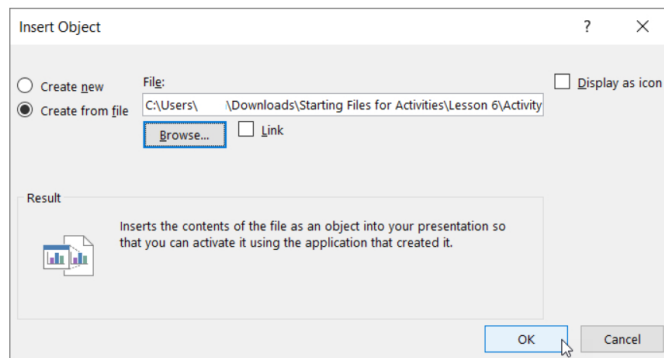 Insert Object
? X
Create new
File:
Display as icon
Create from file
C:\Users\ \Downloads\Starting Files for Activities\Lesson 6\Activity
Browse...
Link
Result
Inserts the contents of the file as an object into your presentation so
that you can activate it using the application that created it.
OK
Cancel